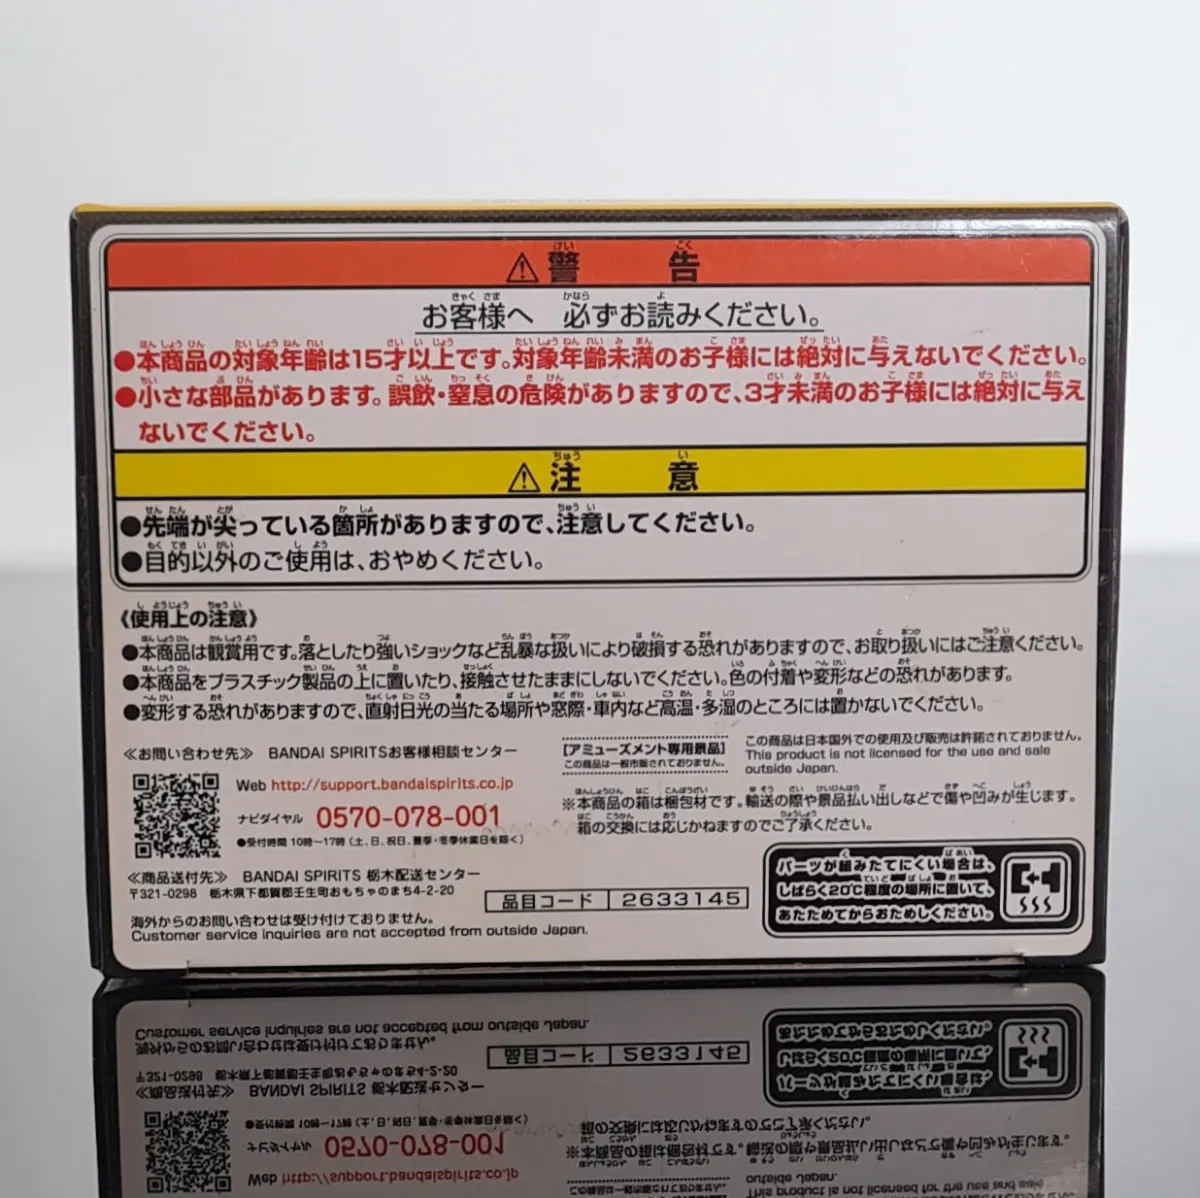 警告
お客様へ 必ずお読みください。
●本商品の対象年齢は15才以上です。対象年齢未満のお子様には絶対に与えないでください。
●小さな部品があります。誤飲・窒息の危険がありますので、3才未満のお子様には絶対に与え
ないでください。
注意
●先端が尖っている箇所がありますので、注意してください。
●目的以外のご使用は、おやめください。
《使用上の注意》
●本商品は観賞用です。落としたり強いショックなど乱暴な扱いにより破損する恐れがありますので、お取り扱いにはご注意ください。
●本商品をプラスチック製品の上に置いたり、接触させたままにしないでください。色の付着や変形などの恐れがあります。
●変形する恐れがありますので、直射日光の当たる場所や窓際・車内など高温・多湿のところには置かないでください。
≪お問い合わせ先≫ BANDAI SPIRITSお客様相談センター
Web http://support.bandaispirits.co.jp
ナビダイヤル 0570-078-001
●受付時間 10時〜17時(土、日、祝日、夏季・冬季休業日を除く)
≪商品送付先≫ BANDAI SPIRITS 栃木配送センター
〒321-0298 栃木県下都賀郡壬生町おもちゃのまち4-2-20
海外からのお問い合わせは受け付けておりません。
Customer service inquiries are not accepted from outside Japan.
[アミューズメント専用景品]
この商品は一般市販されておりません。
この商品は日本国外での使用及び販売は許諾されておりません。
This product is not licensed for the use and sale
outside Japan.
※本商品の箱は梱包材です。輸送の際や景品払い出しなどで傷や凹みが生じます。
箱の交換には応じかねますのでご了承ください。
品目コード 2633145
パーツが組みたてにくい場合は、
しばらく20℃程度の場所に置いて、
あたためてからおためしください。